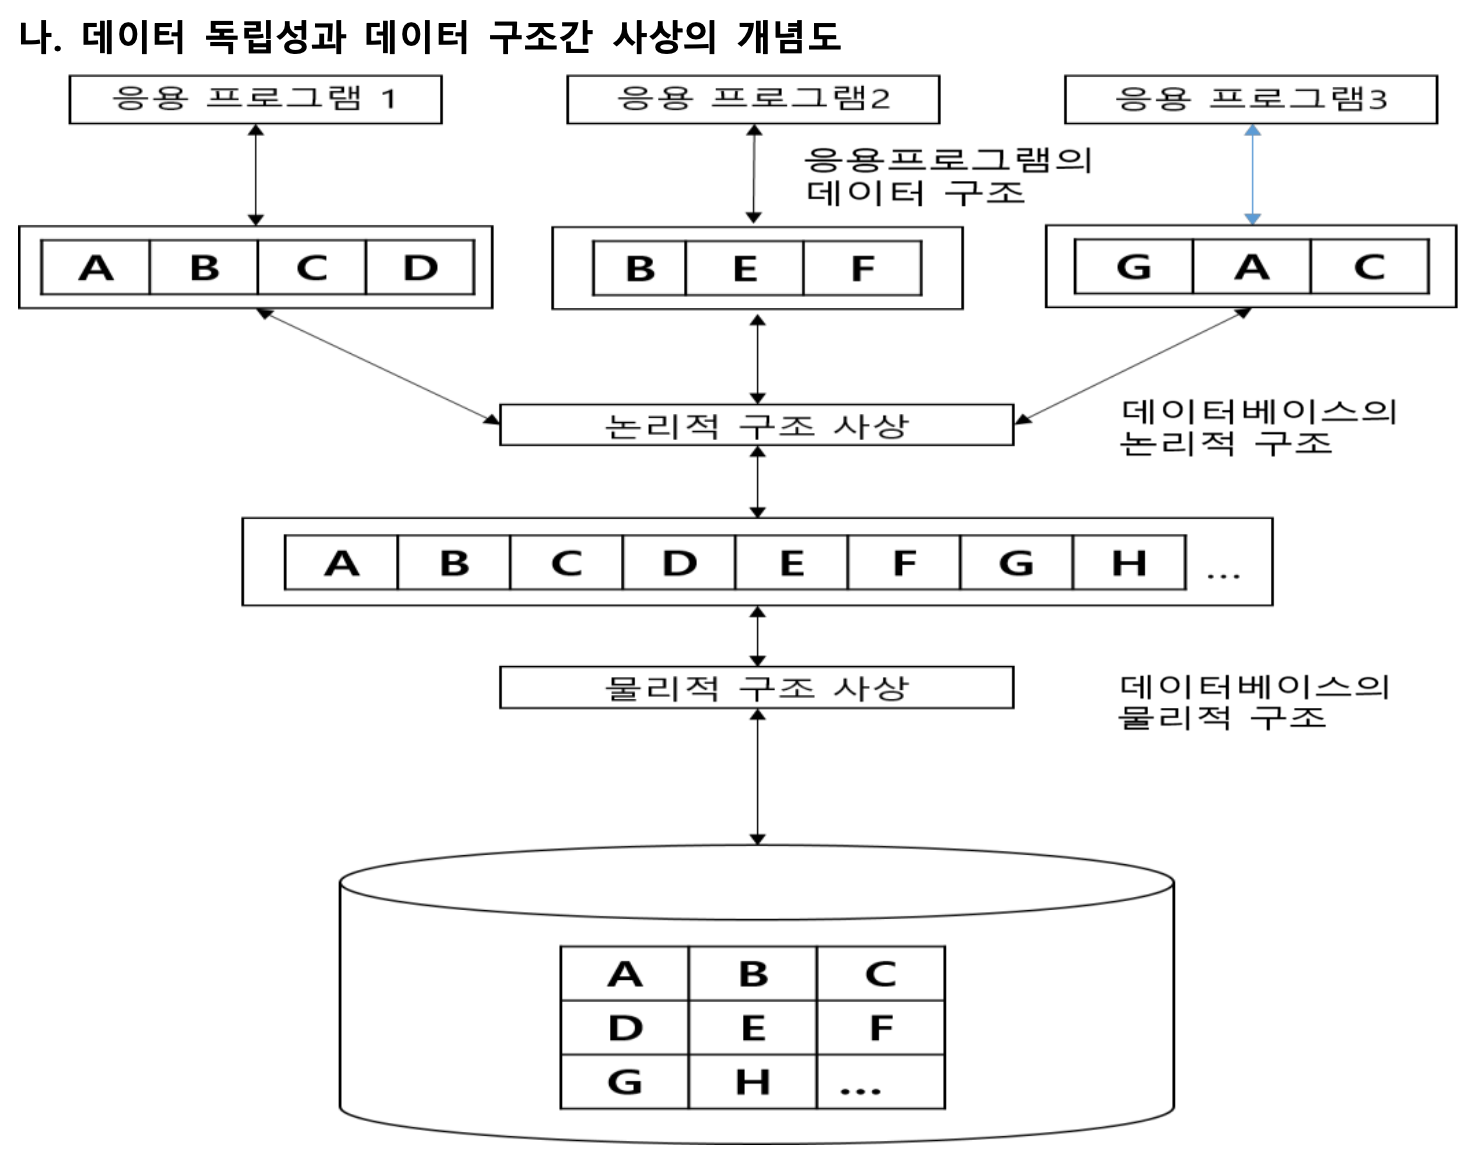 나. 데이터 독립성과 데이터 구조간 사상의 개념도
응용 프로그램 1
응용 프로그램2
응용 프로그램3
응용프로그램의
데이터 구조
A B C D
B E F
G A C
논리적 구조 사상
데이터베이스의
논리적 구조
A B C D E F G H ...
물리적 구조 사상
데이터베이스의
물리적 구조
A B C
D E F
G H ...